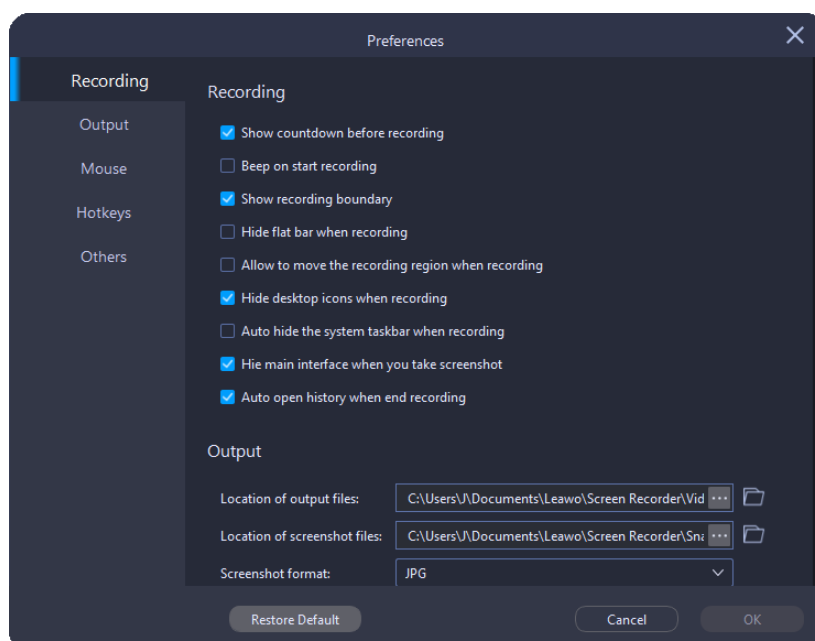 Preferences
Recording
Output
Mouse
Hotkeys
Others
Recording
Show countdown before recording
Beep on start recording
Show recording boundary
Hide flat bar when recording
Allow to move the recording region when recording
Hide desktop icons when recording
Auto hide the system taskbar when recording
Hie main interface when you take screenshot
Auto open history when end recording
Output
Location of output files: C:\Users\J\Documents\Leawo\Screen Recorder\Vid ...
Location of screenshot files: C:\Users\J\Documents\Leawo\Screen Recorder\Sna ...
Screenshot format: JPG
Restore Default Cancel OK